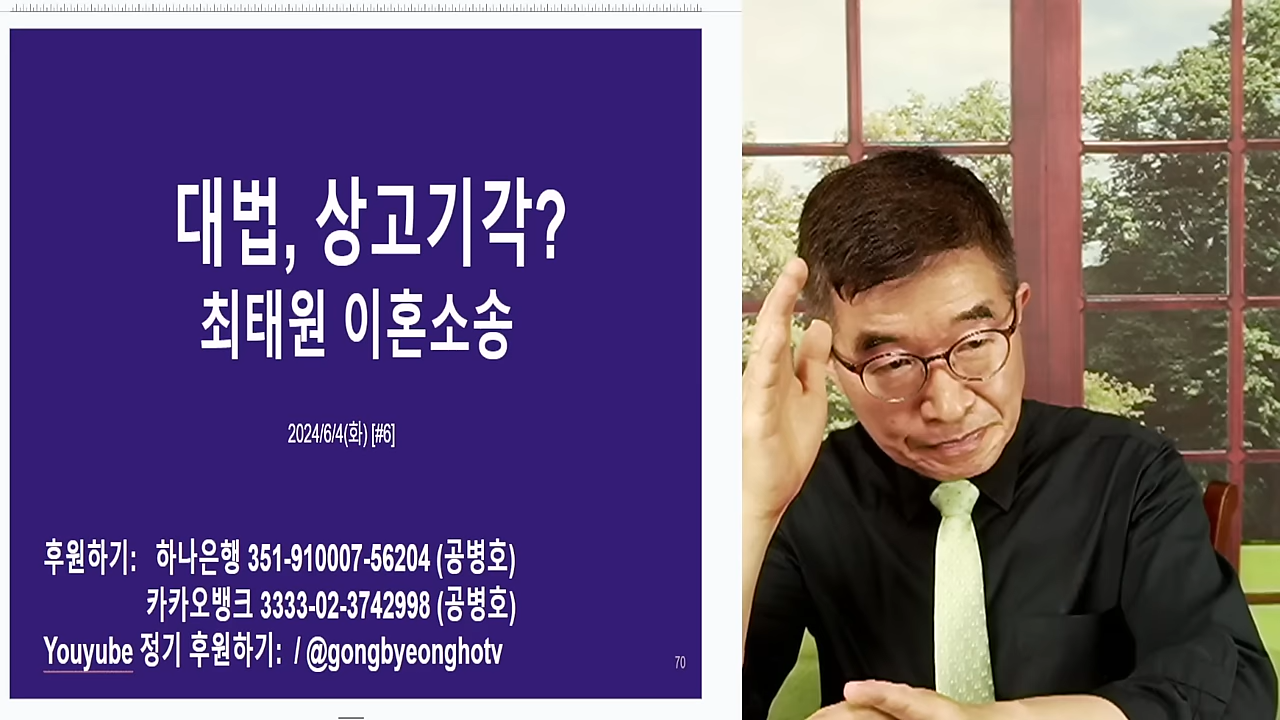 대법, 상고기각?
최태원 이혼소송
2024/6/4(화) [#6]
후원하기: 하나은행 351-910007-56204 (공병호)
카카오뱅크 3333-02-3742998 (공병호)
Youyube 정기 후원하기: / @gongbyeonghotv
70